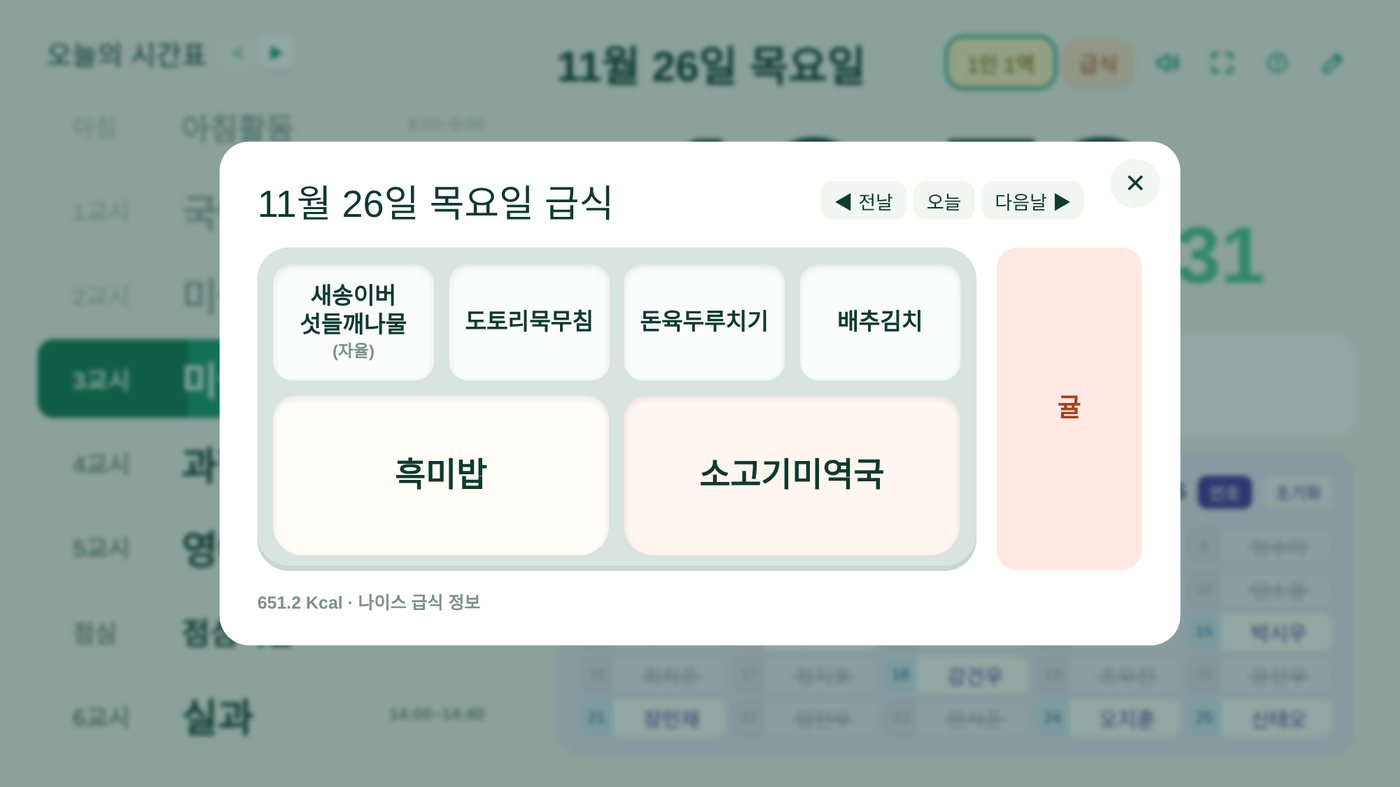 오늘의 시간표 ◀ ▶
11월 26일 목요일
1인 1역
급식
아침 아침활동
1교시
2교시
3교시
4교시
5교시
점심
6교시 실과 14:00~14:40
11월 26일 목요일 급식
◀ 전날
오늘
다음날 ▶
새송이버
섯들깨나물
(자율)
도토리묵무침
돈육두루치기
배추김치
흑미밥
소고기미역국
귤
651.2 Kcal · 나이스 급식 정보
31
번호
초기화
15 박시우
18 강건우
21 장민재
24 오지훈
25 신태오